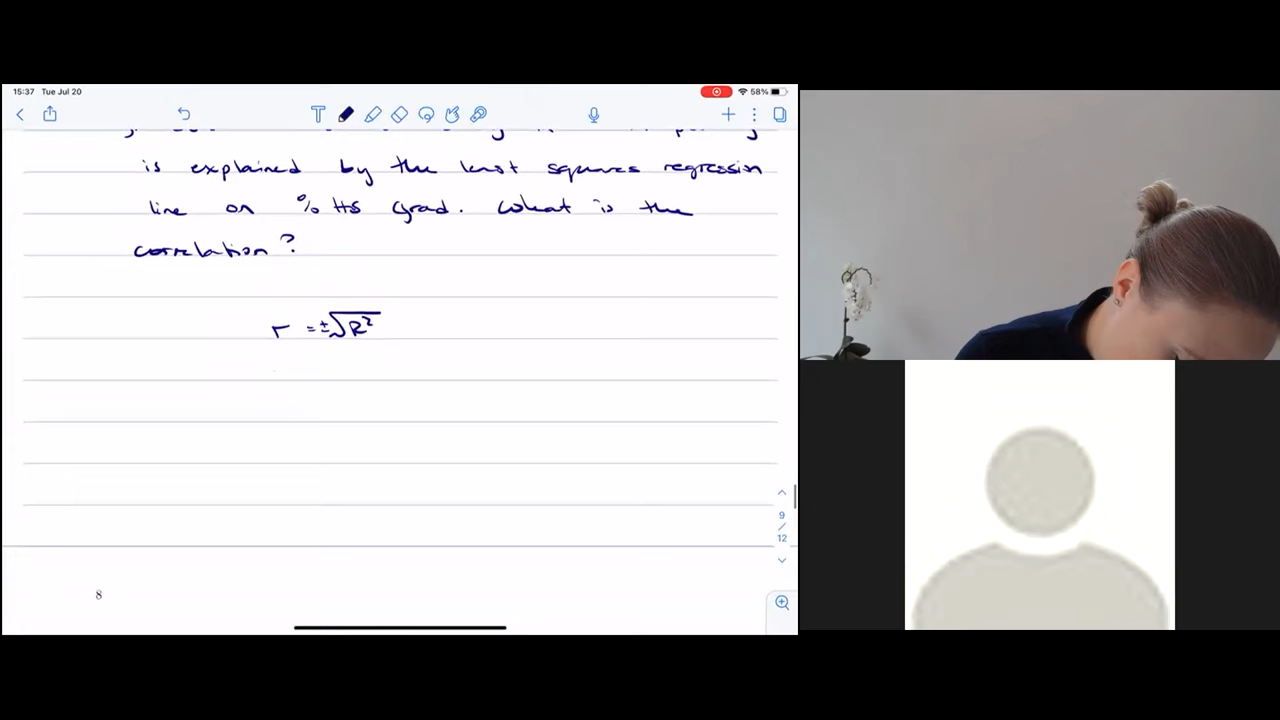 15:37 Tue Jul 20
58%
T
is explained by the least squares regression
line on % HS grad. What is the
correlation?
r = ±√R²
9
/
12
8